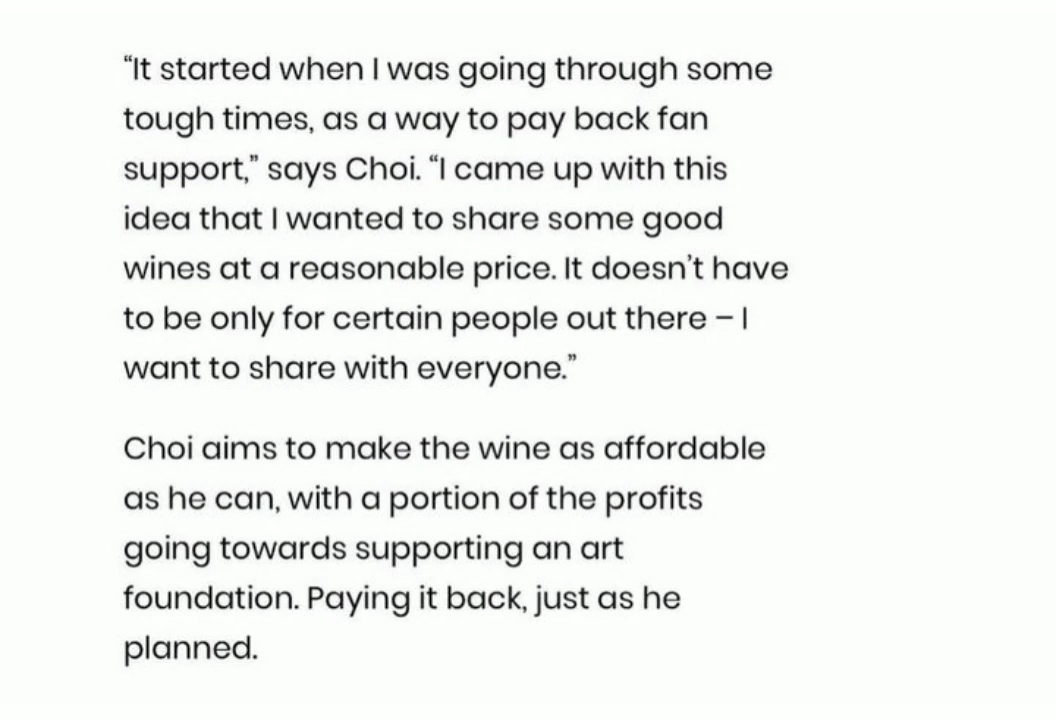 “It started when I was going through some
tough times, as a way to pay back fan
support,” says Choi. “I came up with this
idea that I wanted to share some good
wines at a reasonable price. It doesn’t have
to be only for certain people out there – I
want to share with everyone.”
Choi aims to make the wine as affordable
as he can, with a portion of the profits
going towards supporting an art
foundation. Paying it back, just as he
planned.